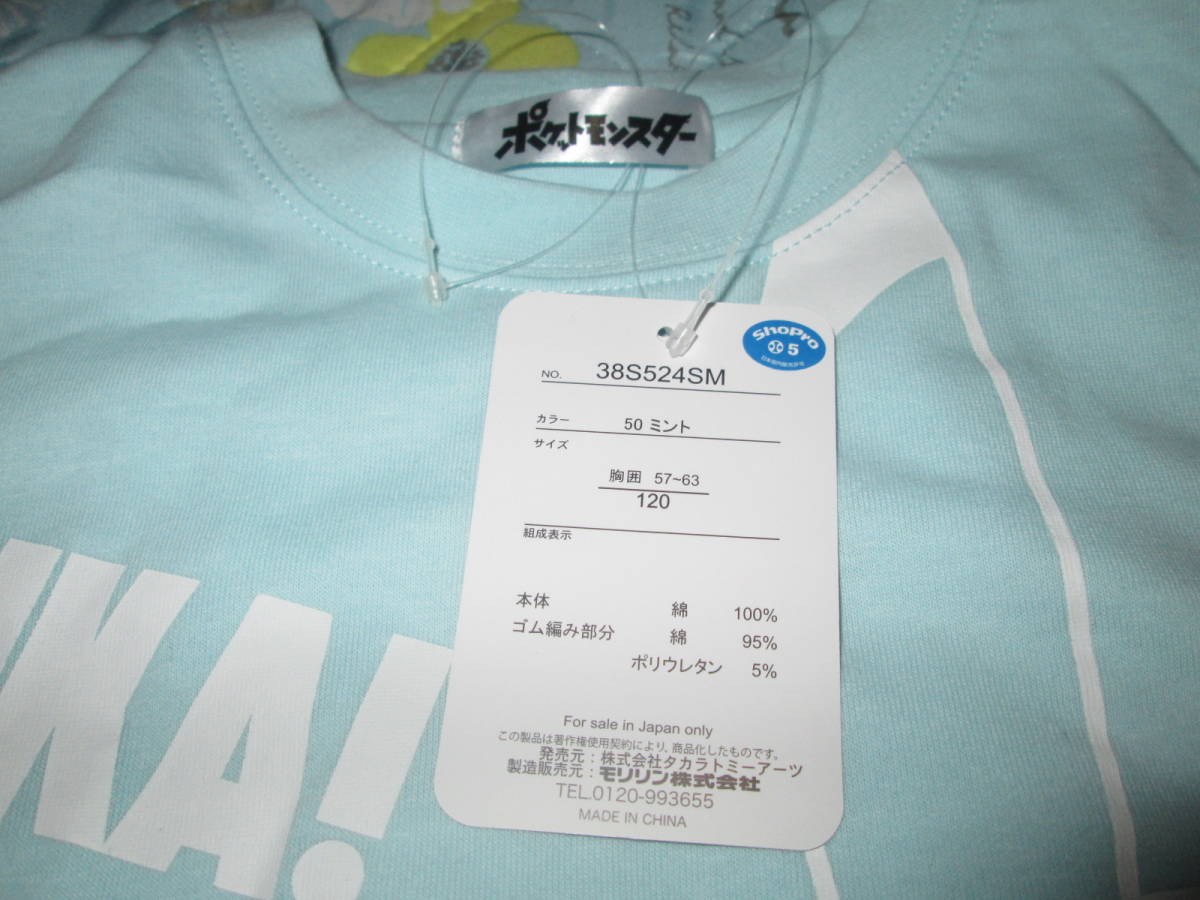 ポケットモンスター
ShoPro
5
NO. 38S524SM
カラー 50 ミント
サイズ
胸囲 57~63
120
組成表示
本体 綿 100%
ゴム編み部分 綿 95%
ポリウレタン 5%
For sale in Japan only
この製品は著作権使用契約により、商品化したものです。
発売元：株式会社タカラトミーアーツ
製造販売元：モリリン株式会社
TEL.0120-993655
MADE IN CHINA
KA!